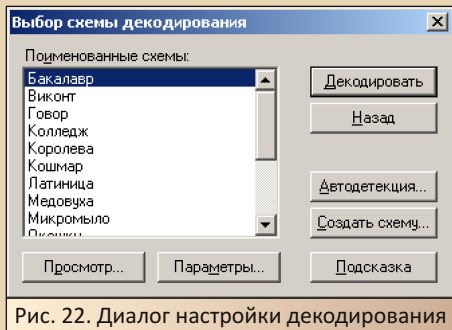 Выбор схемы декодирования
Поименованные схемы:
Бакалавр
Виконт
Говор
Колледж
Королева
Кошмар
Латиница
Медовуха
Микромыло
Декодировать
Назад
Автодетекция...
Создать схему...
Просмотр...
Параметры...
Подсказка
Рис. 22. Диалог настройки декодирования